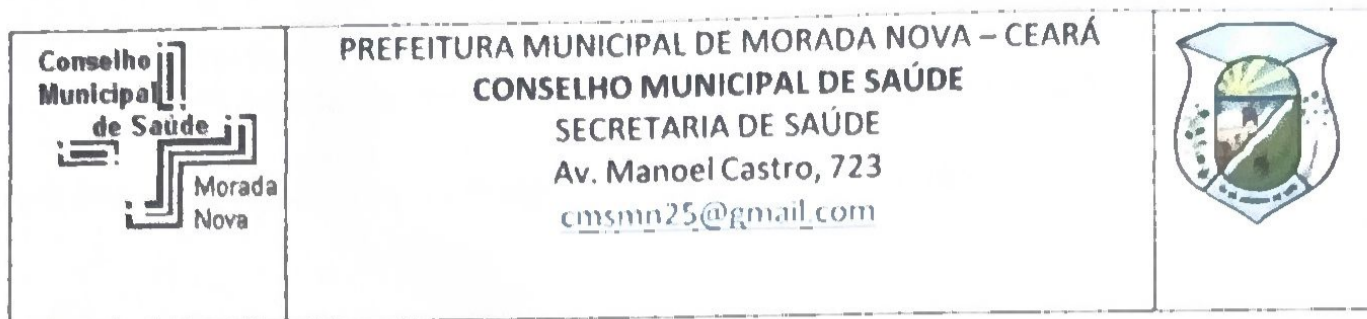 Conselho
Municipal
de Saúde
Morada
Nova
PREFEITURA MUNICIPAL DE MORADA NOVA – CEARÁ
CONSELHO MUNICIPAL DE SAÚDE
SECRETARIA DE SAÚDE
Av. Manoel Castro, 723
cmsmn25@gmail.com